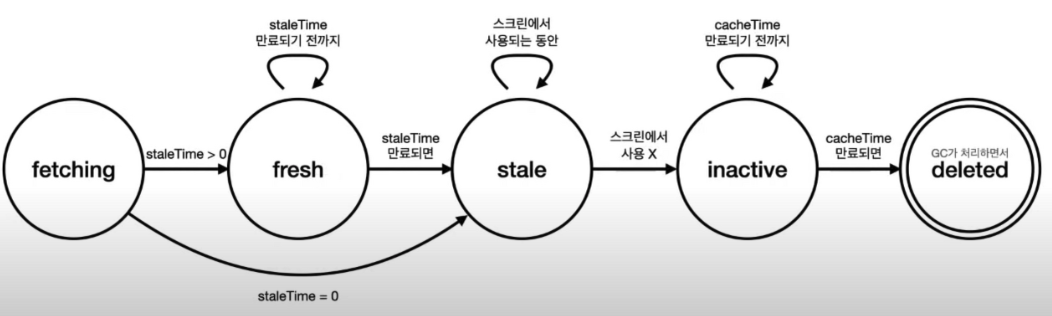 staleTime
만료되기 전까지
스크린에서
사용되는 동안
cacheTime
만료되기 전까지
fetching
staleTime > 0
fresh
staleTime
만료되면
stale
스크린에서
사용 X
inactive
cacheTime
만료되면
GC가 처리하면서
deleted
staleTime = 0